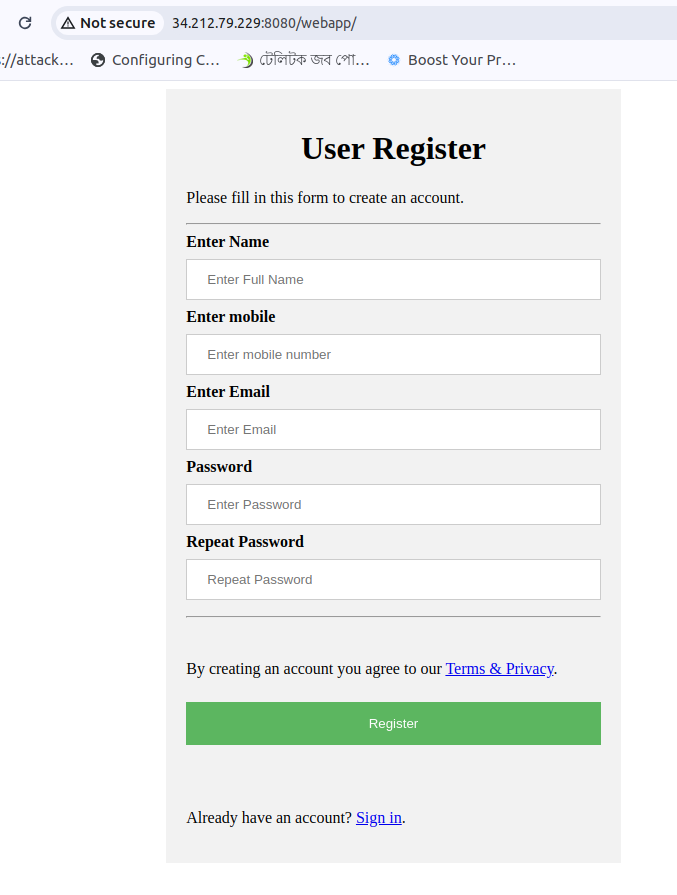 Not secure 34.212.79.229:8080/webapp/
://attack... Configuring C... টেলিটক জব পো... Boost Your Pr...
User Register
Please fill in this form to create an account.
Enter Name
Enter Full Name
Enter mobile
Enter mobile number
Enter Email
Enter Email
Password
Enter Password
Repeat Password
Repeat Password
By creating an account you agree to our Terms & Privacy.
Register
Already have an account? Sign in.